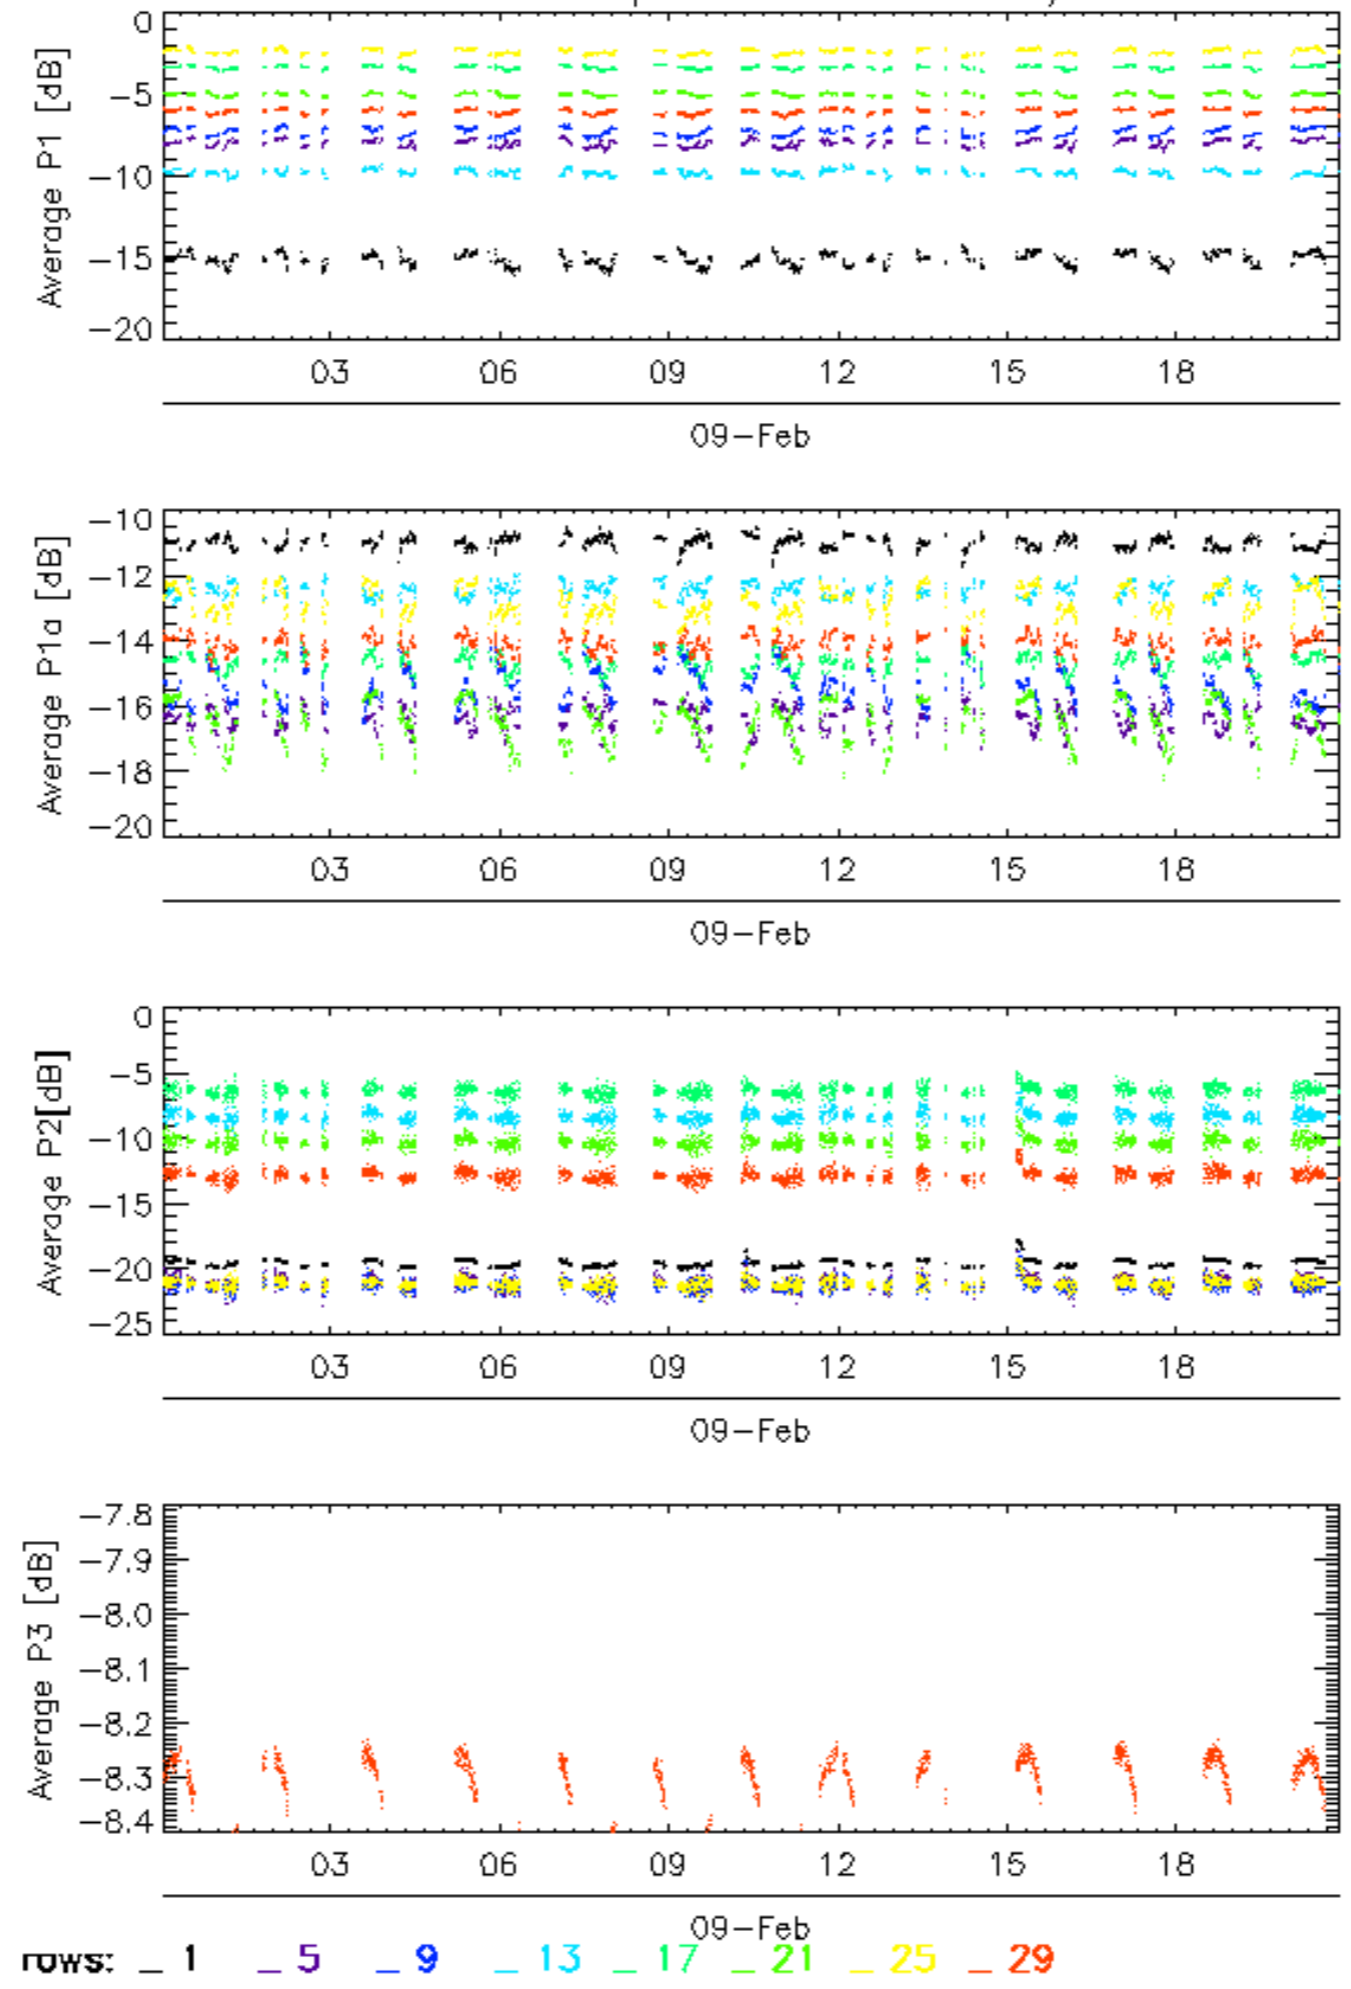 Average P1 [dB]
0
−5
−10
−15
−20
03 06 09 12 15 18
09−Feb
Average P1a [dB]
−10
−12
−14
−16
−18
−20
03 06 09 12 15 18
09−Feb
Average P2[dB]
0
−5
−10
−15
−20
−25
03 06 09 12 15 18
09−Feb
Average P3 [dB]
−7.8
−7.9
−8.0
−8.1
−8.2
−8.3
−8.4
03 06 09 12 15 18
09−Feb
rows: _ 1 _ 5 _ 9 _ 13 _ 17 _ 21 _ 25 _ 29